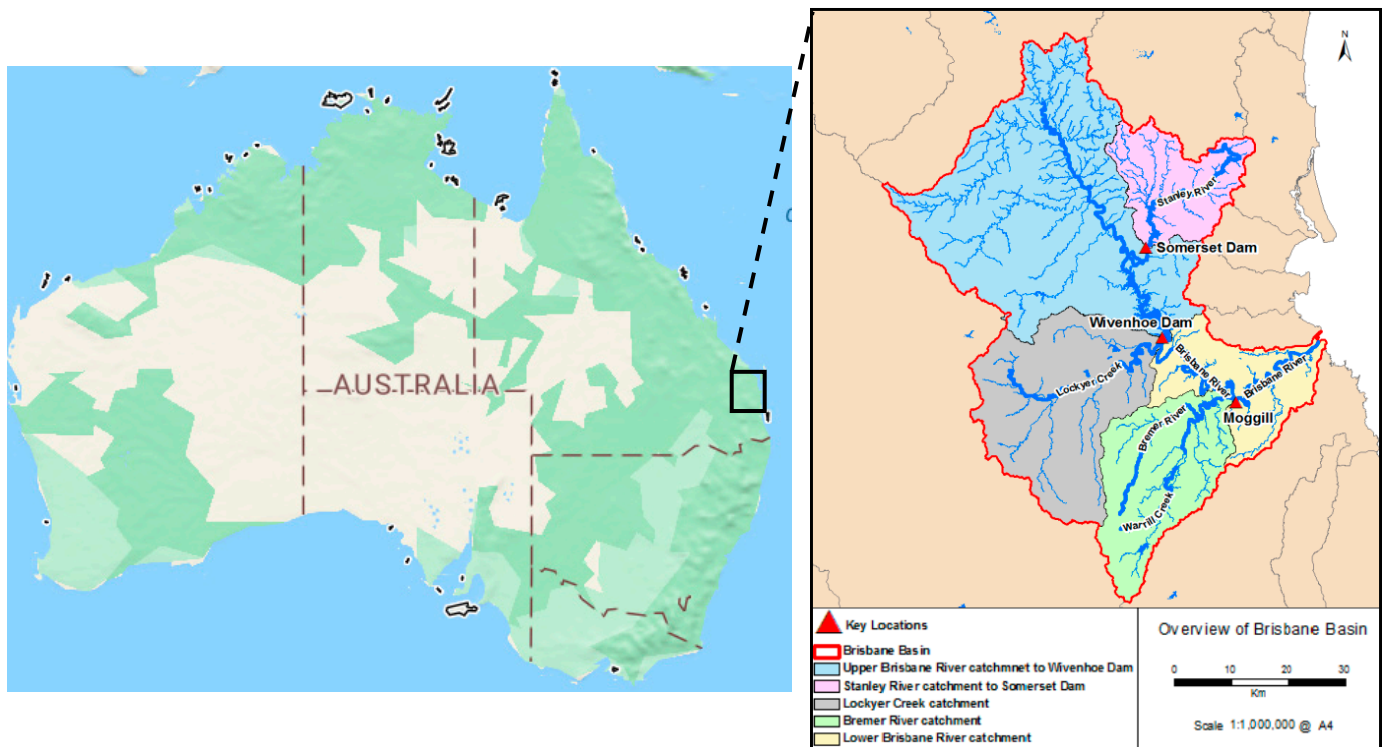 AUSTRALIA
N
Stanley River
Somerset Dam
Wivenhoe Dam
Brisbane River
Brisbane River
Lockyer Creek
Moggill
Bremer River
Warrill Creek
Key Locations
Brisbane Basin
Upper Brisbane River catchmnet to Wivenhoe Dam
Stanley River catchment to Somerset Dam
Lockyer Creek catchment
Bremer River catchment
Lower Brisbane River catchment
Overview of Brisbane Basin
0 10 20 30
Km
Scale 1:1,000,000 @ A4